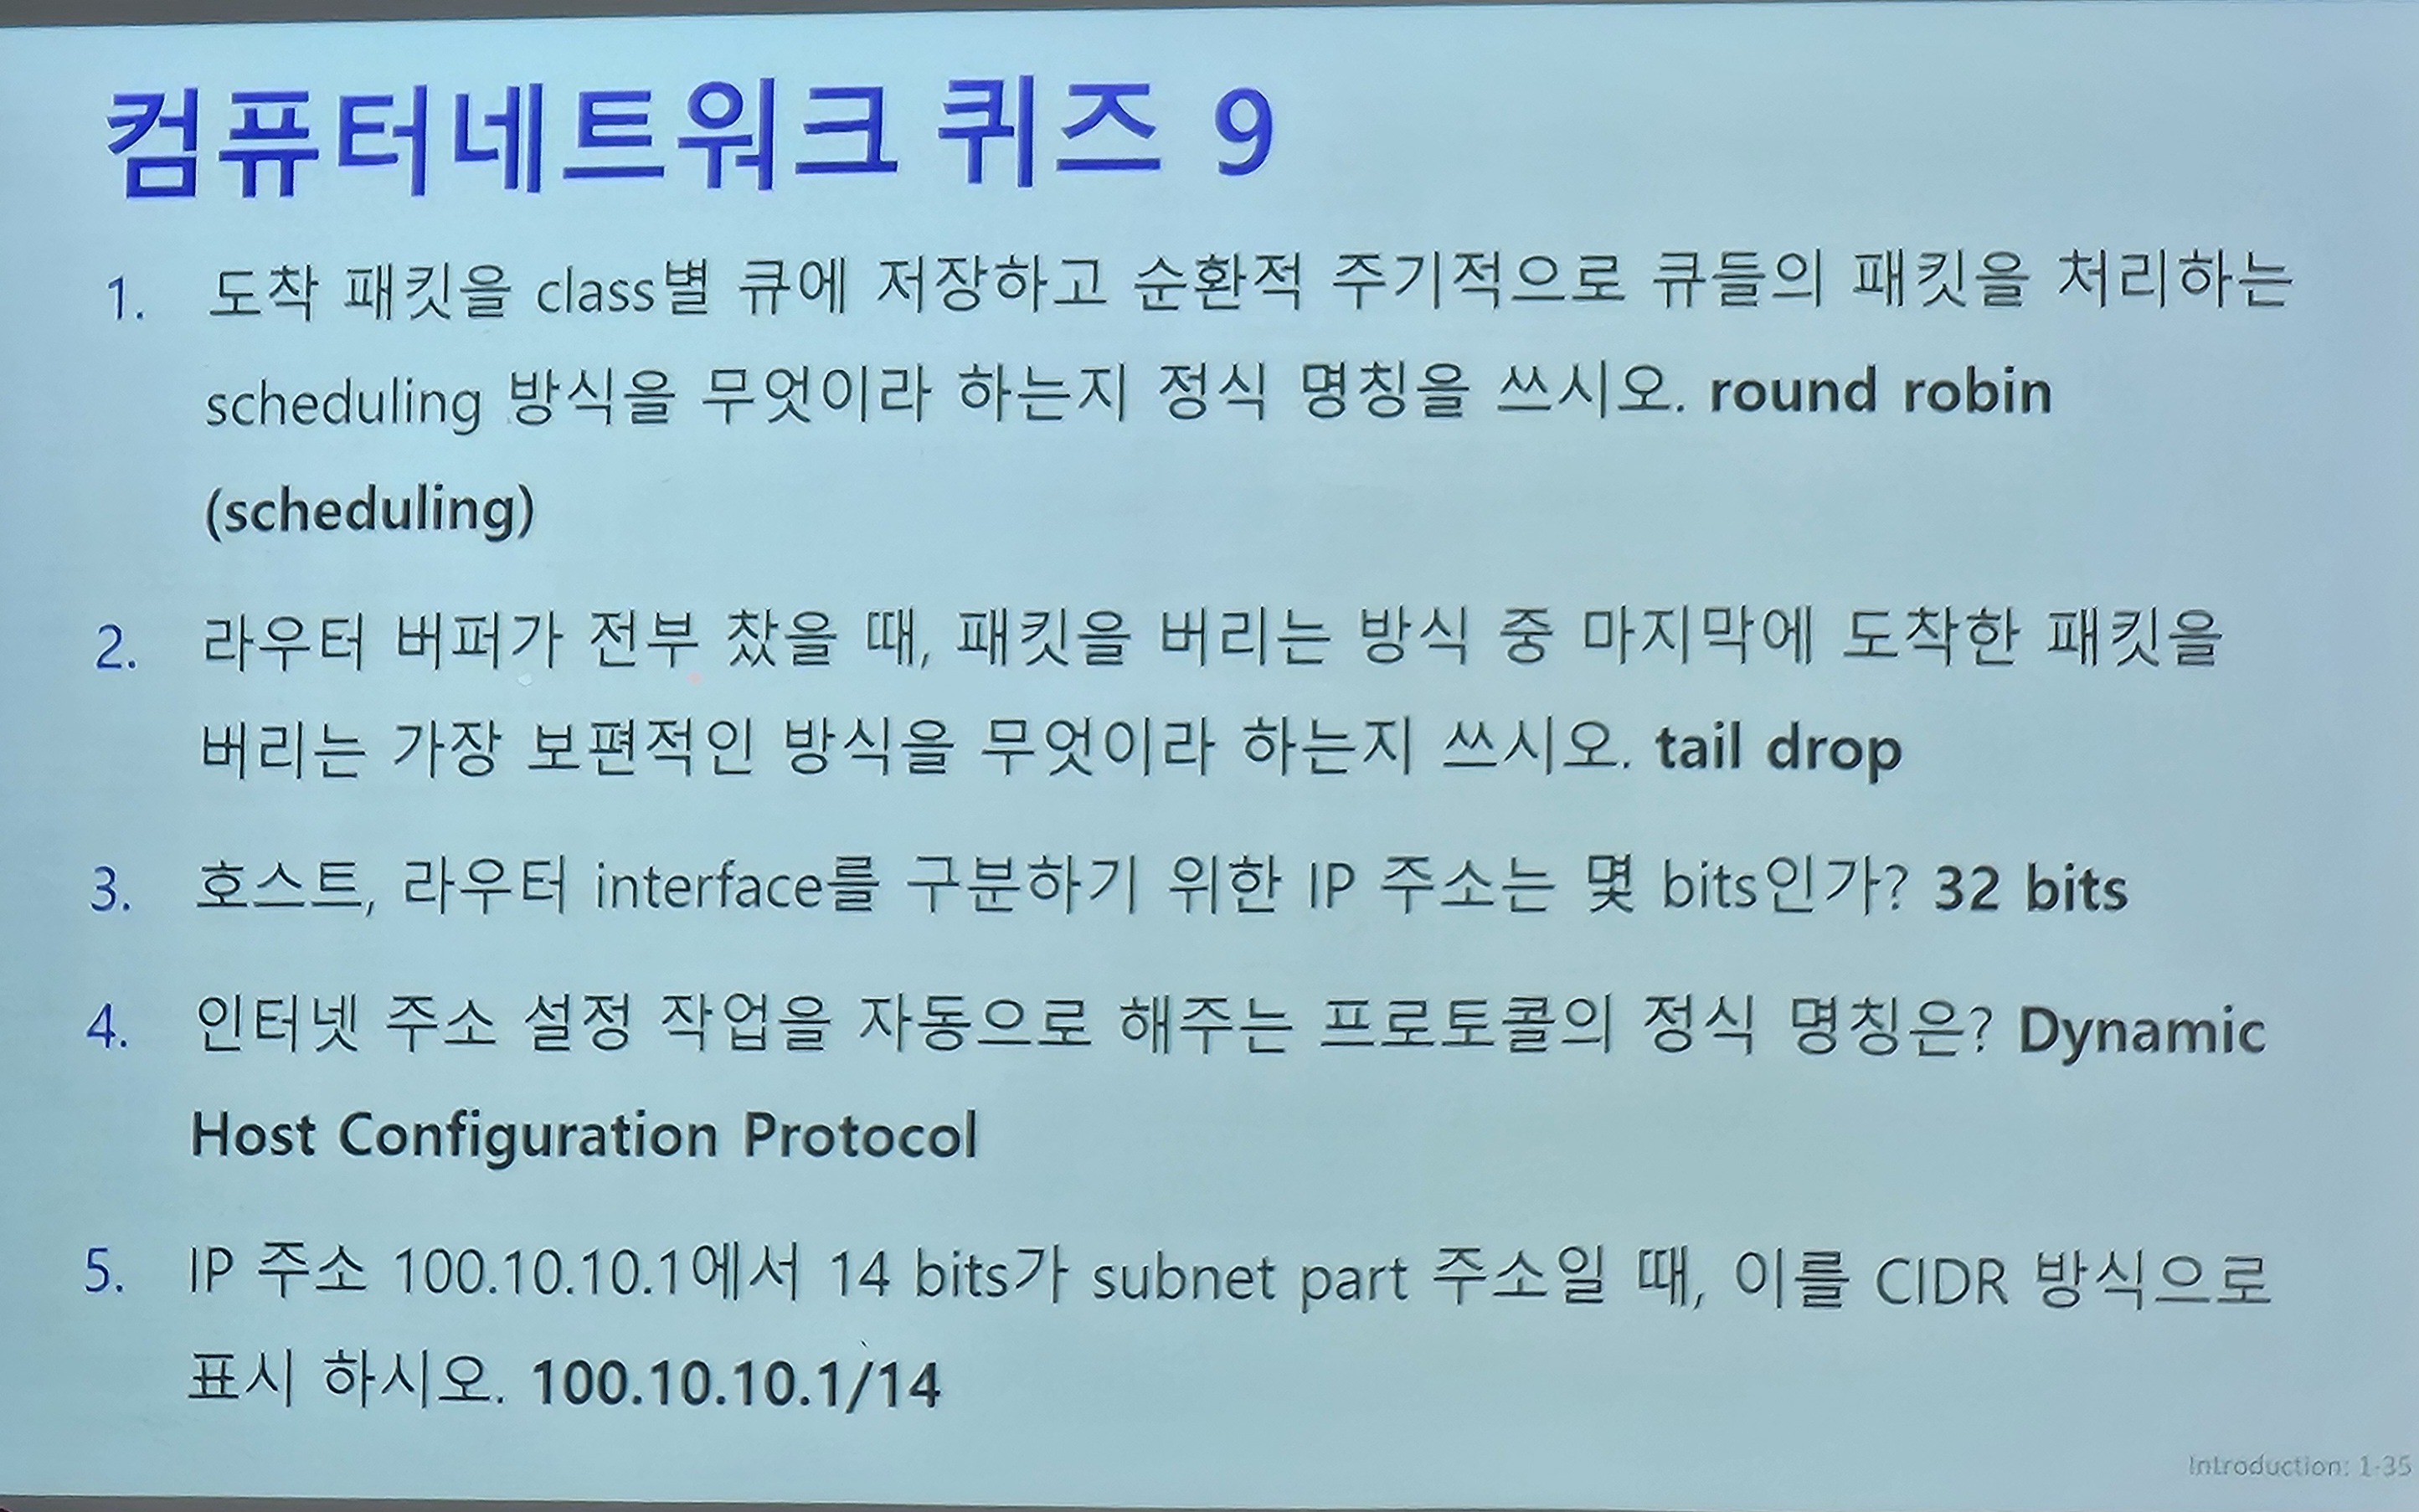 컴퓨터네트워크 퀴즈 9
1. 도착 패킷을 class별 큐에 저장하고 순환적 주기적으로 큐들의 패킷을 처리하는
scheduling 방식을 무엇이라 하는지 정식 명칭을 쓰시오. round robin
(scheduling)
2. 라우터 버퍼가 전부 찼을 때, 패킷을 버리는 방식 중 마지막에 도착한 패킷을
버리는 가장 보편적인 방식을 무엇이라 하는지 쓰시오. tail drop
3. 호스트, 라우터 interface를 구분하기 위한 IP 주소는 몇 bits인가? 32 bits
4. 인터넷 주소 설정 작업을 자동으로 해주는 프로토콜의 정식 명칭은? Dynamic
Host Configuration Protocol
5. IP 주소 100.10.10.1에서 14 bits가 subnet part 주소일 때, 이를 CIDR 방식으로
표시 하시오. 100.10.10.1/14
Introduction: 1-35